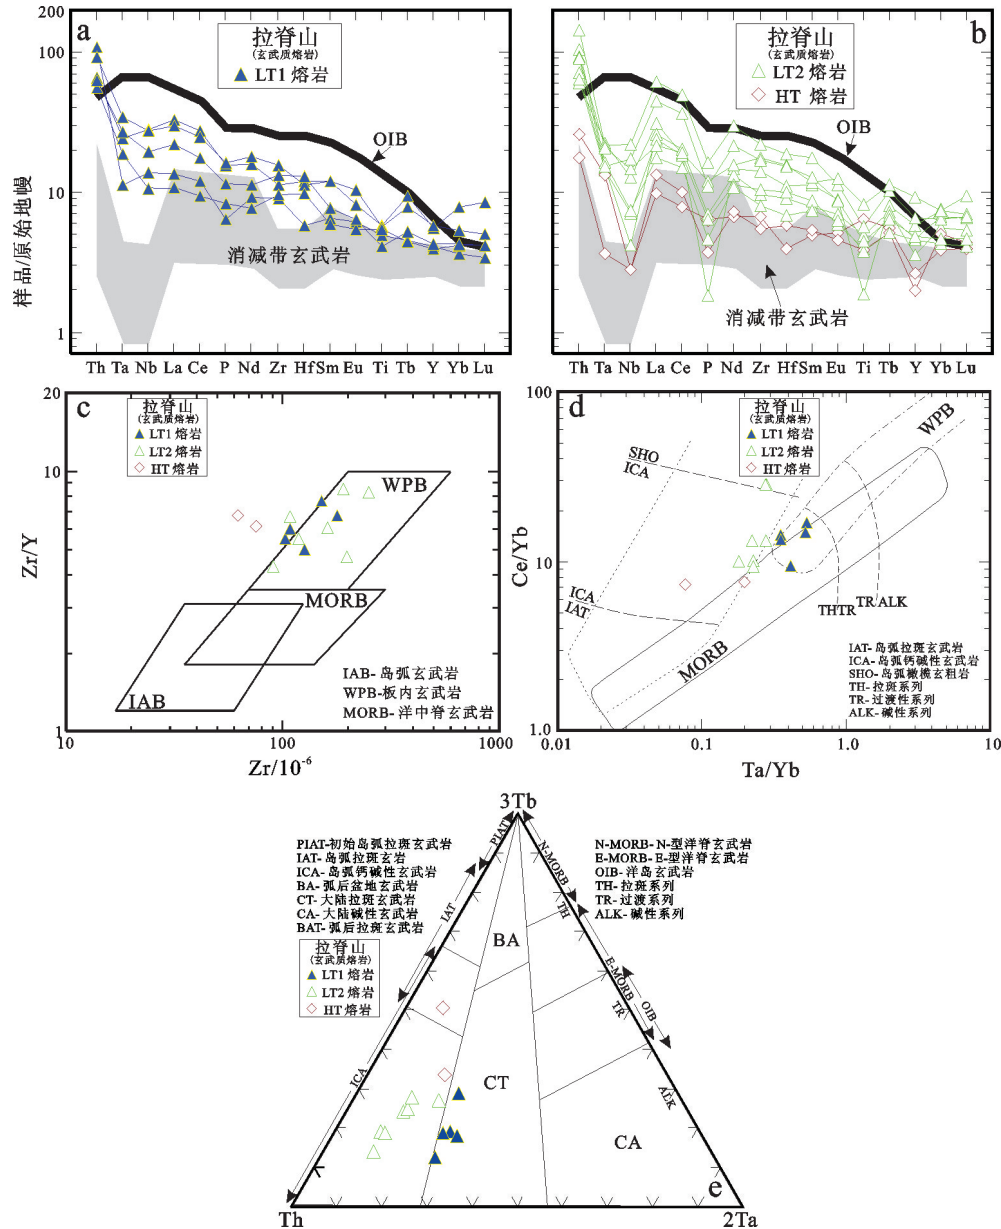 a
拉脊山
(玄武质熔岩)
LT1 熔岩
OIB
消减带玄武岩
样品/原始地幔
100
10
1
Th Ta Nb La Ce P Nd Zr Hf Sm Eu Ti Tb Y Yb Lu
b
拉脊山
(玄武质熔岩)
LT2 熔岩
HT 熔岩
OIB
消减带玄武岩
100
10
1
Th Ta Nb La Ce P Nd Zr Hf Sm Eu Ti Tb Y Yb Lu
c
拉脊山
(玄武质熔岩)
LT1 熔岩
LT2 熔岩
HT 熔岩
WPB
MORB
IAB
IAB-岛弧玄武岩
WPB-板内玄武岩
MORB-洋中脊玄武岩
Zr/Y
20
10
1
10 100 1000
Zr/10-6
d
拉脊山
(玄武质熔岩)
LT1 熔岩
LT2 熔岩
HT 熔岩
WPB
SHO
ICA
ICA
IAT
TH TR
TR ALK
MORB
IAT-岛弧拉斑玄武岩
ICA-岛弧钙碱性玄武岩
SHO-岛弧橄榄玄粗岩
TH-拉斑系列
TR-过渡性系列
ALK-碱性系列
Ce/Yb
100
10
1.0
0.01 0.1 1.0 10
Ta/Yb
3Tb
PIAT-初始岛弧拉斑玄武岩
IAT-岛弧拉斑玄岩
ICA-岛弧钙碱性玄武岩
BA-弧后盆地玄武岩
CT-大陆拉斑玄武岩
CA-大陆碱性玄武岩
BAT-弧后拉斑玄武岩
N-MORB-N-型洋脊玄武岩
E-MORB-E-型洋脊玄武岩
OIB-洋岛玄武岩
TH-拉斑系列
TR-过渡系列
ALK-碱性系列
拉脊山
(玄武质熔岩)
LT1 熔岩
LT2 熔岩
HT 熔岩
PIAT
IAT
ICA
N-MORB
TH
E-MORB
TR
OIB
ALK
BA
CT
CA
e
Th
2Ta